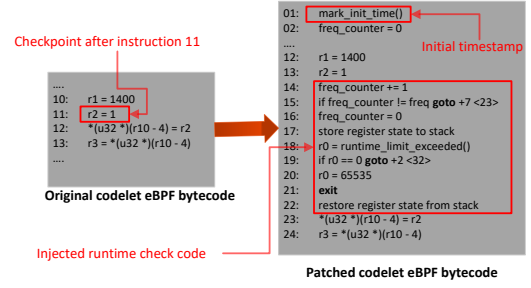 Checkpoint after instruction 11
....
10: r1 = 1400
11: r2 = 1
12: *(u32 *)(r10 - 4) = r2
13: r3 = *(u32 *)(r10 - 4)
....
Original codelet eBPF bytecode
Injected runtime check code
01: mark_init_time()
02: freq_counter = 0
....
Initial timestamp
12: r1 = 1400
13: r2 = 1
14: freq_counter += 1
15: if freq_counter != freq goto +7 <23>
16: freq_counter = 0
17: store register state to stack
18: r0 = runtime_limit_exceeded()
19: if r0 == 0 goto +2 <32>
20: r0 = 65535
21: exit
22: restore register state from stack
23: *(u32 *)(r10 - 4) = r2
24: r3 = *(u32 *)(r10 - 4)
Patched codelet eBPF bytecode